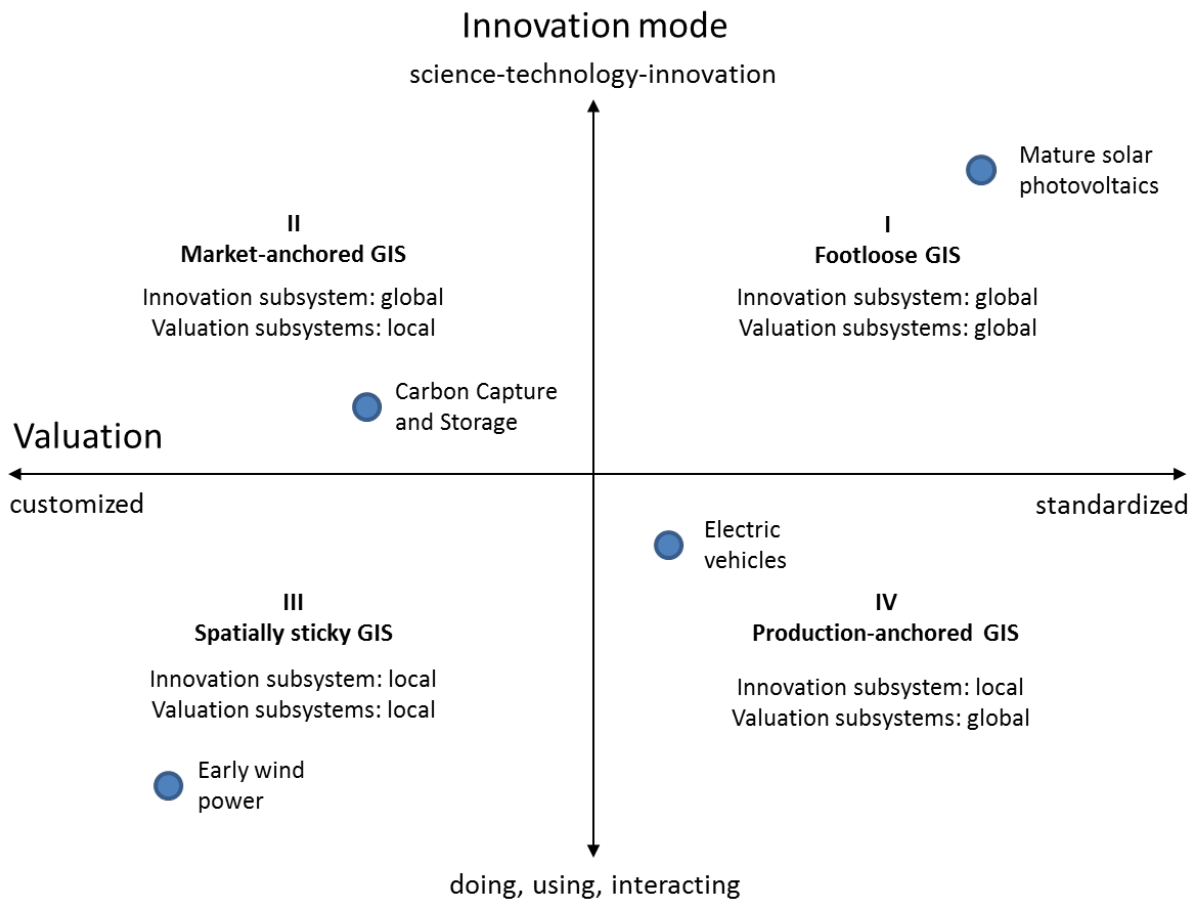 Innovation mode
science-technology-innovation
Mature solar
photovoltaics
II
Market-anchored GIS
Innovation subsystem: global
Valuation subsystems: local
I
Footloose GIS
Innovation subsystem: global
Valuation subsystems: global
Carbon Capture
and Storage
Valuation
customized
standardized
Electric
vehicles
III
Spatially sticky GIS
Innovation subsystem: local
Valuation subsystems: local
IV
Production-anchored GIS
Innovation subsystem: local
Valuation subsystems: global
Early wind
power
doing, using, interacting